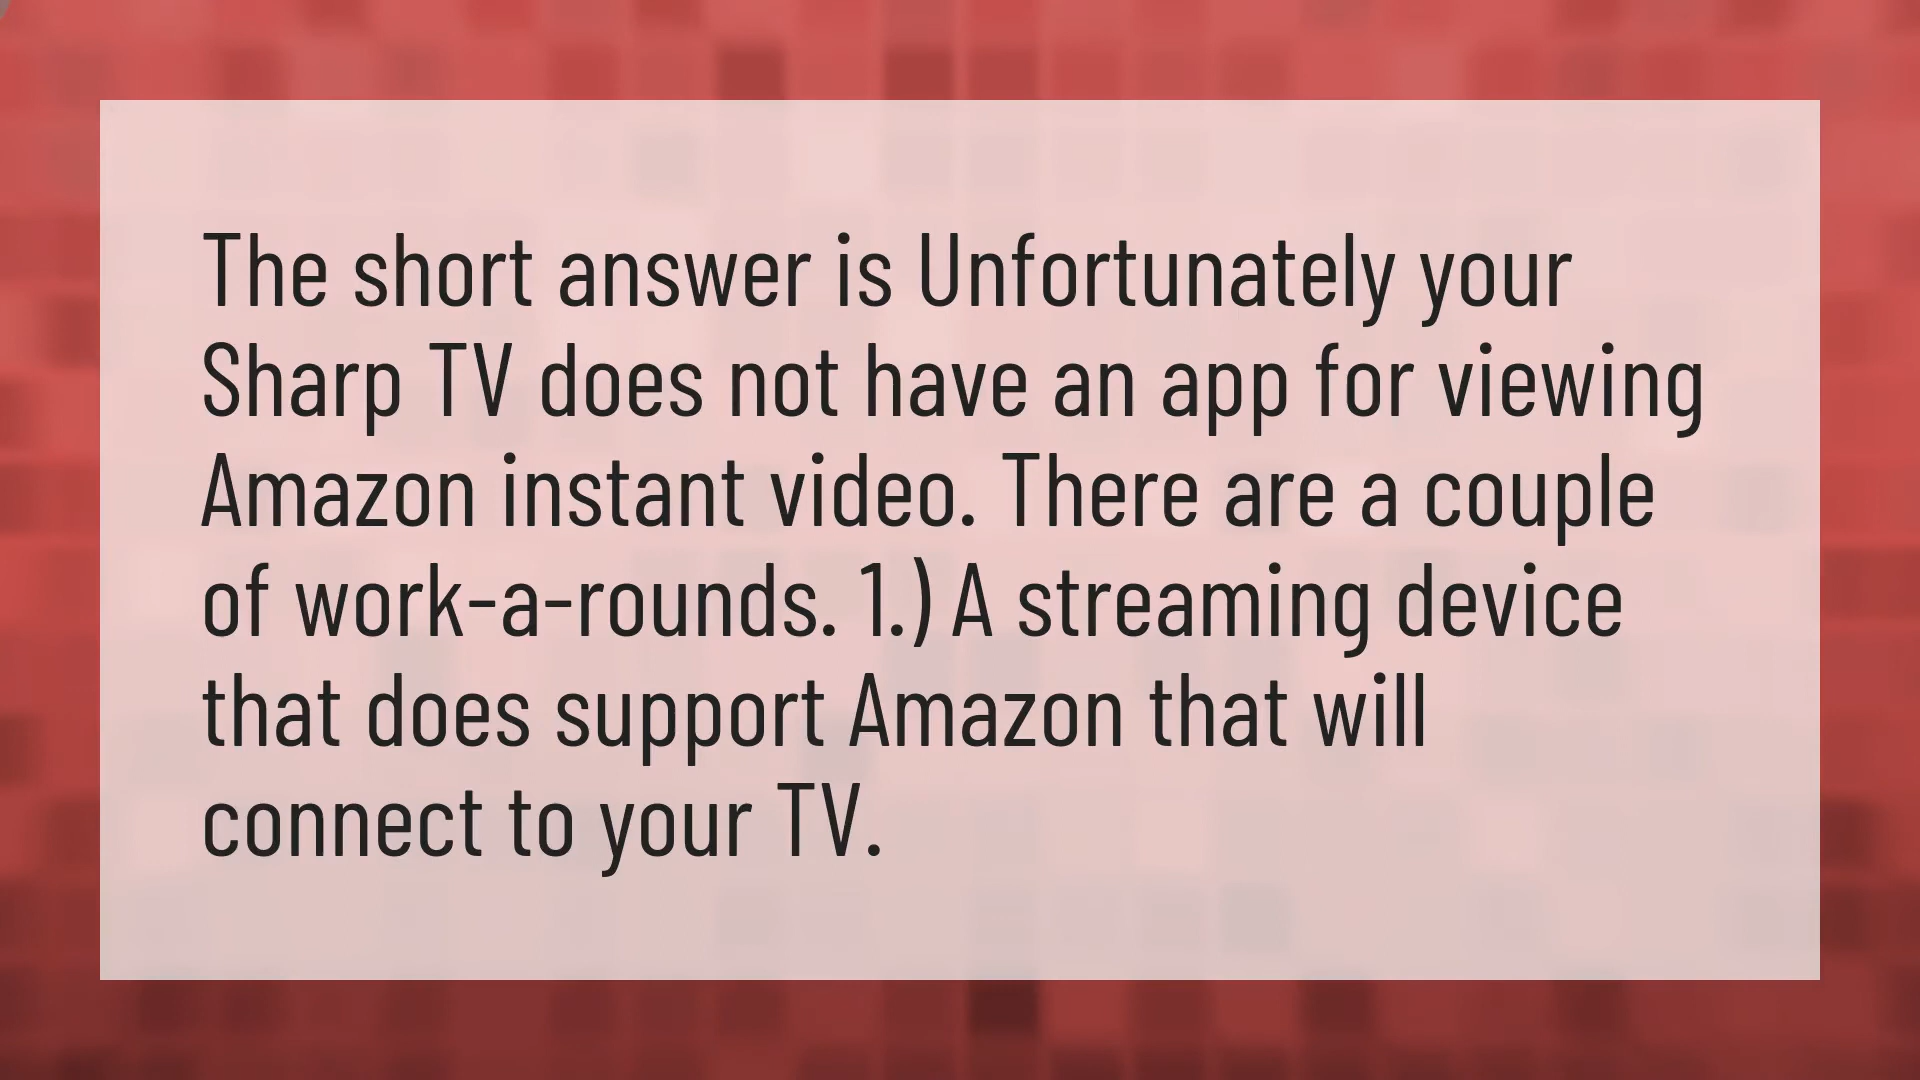 The short answer is Unfortunately your
Sharp TV does not have an app for viewing
Amazon instant video. There are a couple
of work-a-rounds. 1.) A streaming device
that does support Amazon that will
connect to your TV.